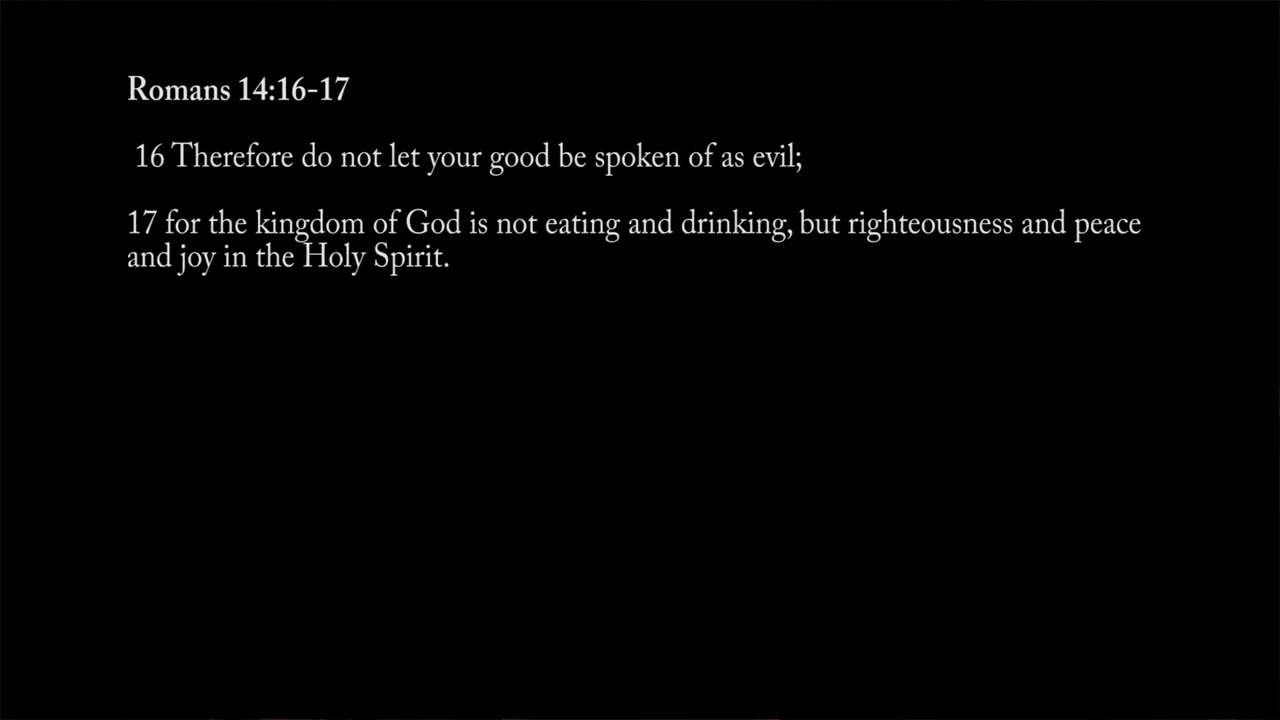 Romans 14:16-17
16 Therefore do not let your good be spoken of as evil;
17 for the kingdom of God is not eating and drinking, but righteousness and peace
and joy in the Holy Spirit.